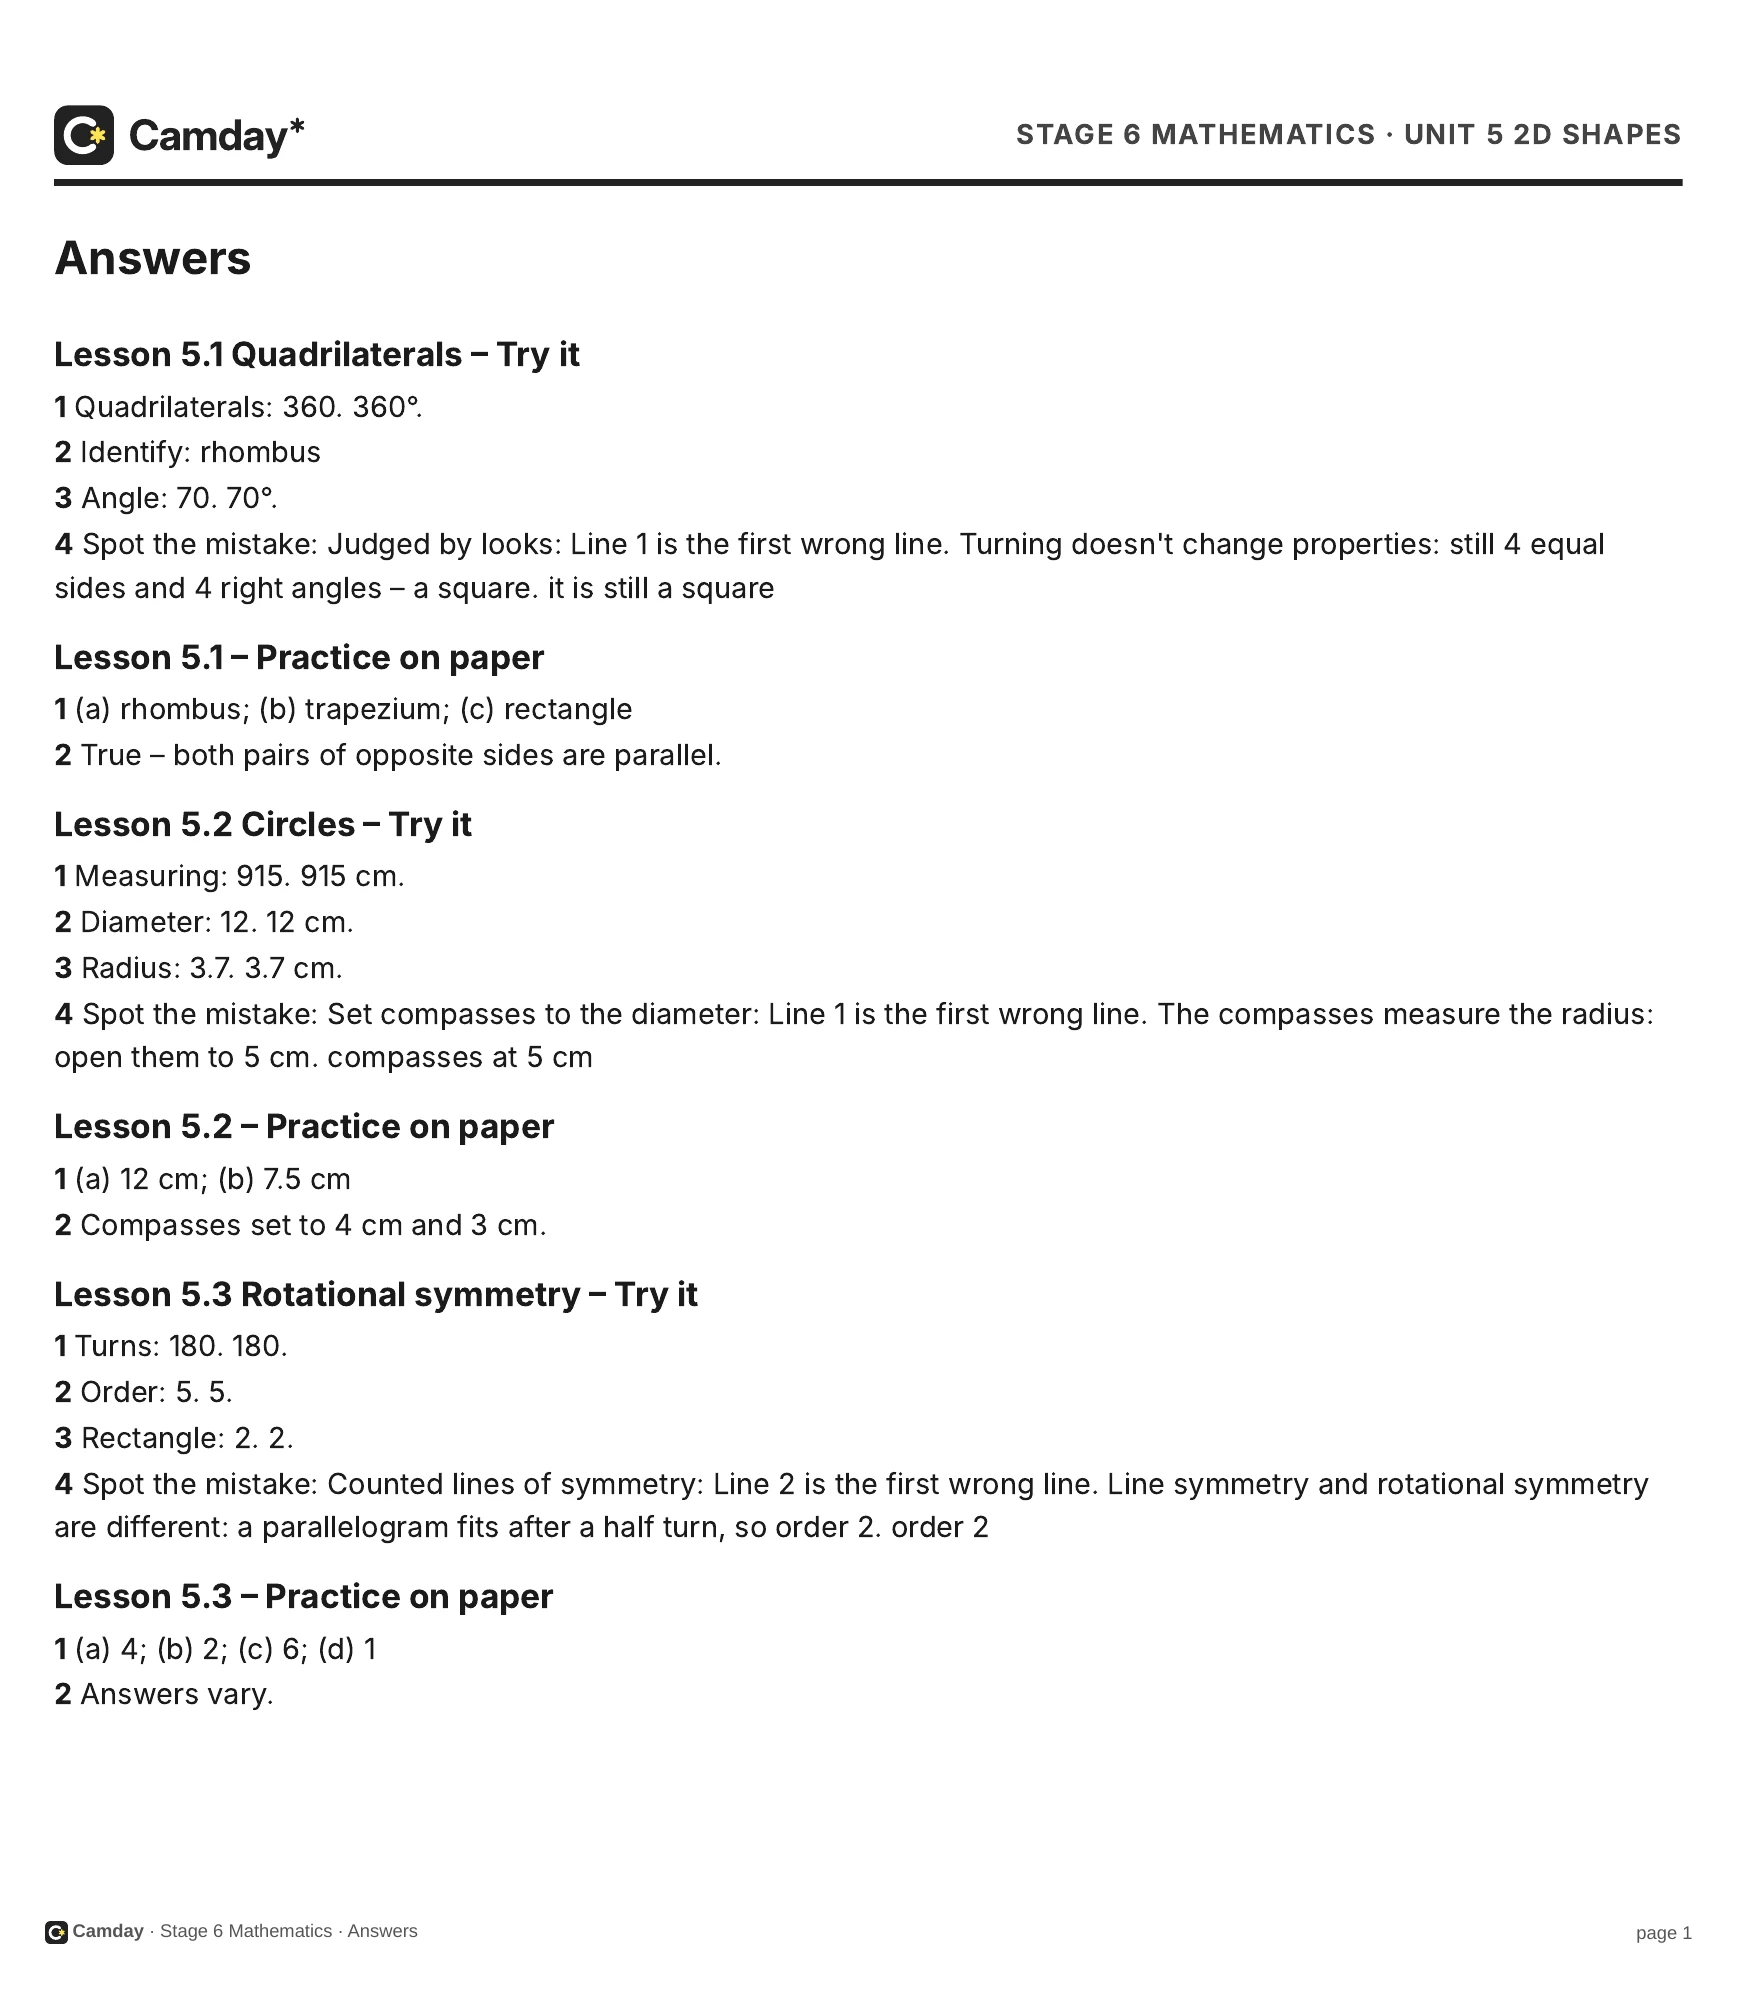 Camday*
STAGE 6 MATHEMATICS · UNIT 5 2D SHAPES
Answers
Lesson 5.1 Quadrilaterals – Try it
1 Quadrilaterals: 360. 360°.
2 Identify: rhombus
3 Angle: 70. 70°.
4 Spot the mistake: Judged by looks: Line 1 is the first wrong line. Turning doesn't change properties: still 4 equal
sides and 4 right angles – a square. it is still a square
Lesson 5.1 – Practice on paper
1 (a) rhombus; (b) trapezium; (c) rectangle
2 True – both pairs of opposite sides are parallel.
Lesson 5.2 Circles – Try it
1 Measuring: 915. 915 cm.
2 Diameter: 12. 12 cm.
3 Radius: 3.7. 3.7 cm.
4 Spot the mistake: Set compasses to the diameter: Line 1 is the first wrong line. The compasses measure the radius:
open them to 5 cm. compasses at 5 cm
Lesson 5.2 – Practice on paper
1 (a) 12 cm; (b) 7.5 cm
2 Compasses set to 4 cm and 3 cm.
Lesson 5.3 Rotational symmetry – Try it
1 Turns: 180. 180.
2 Order: 5. 5.
3 Rectangle: 2. 2.
4 Spot the mistake: Counted lines of symmetry: Line 2 is the first wrong line. Line symmetry and rotational symmetry
are different: a parallelogram fits after a half turn, so order 2. order 2
Lesson 5.3 – Practice on paper
1 (a) 4; (b) 2; (c) 6; (d) 1
2 Answers vary.
Camday · Stage 6 Mathematics · Answers
page 1